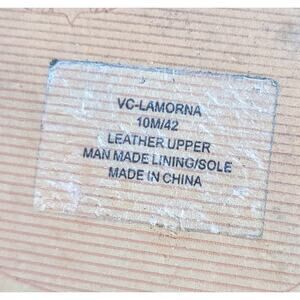 VC-LAMORNA
10M/42
LEATHER UPPER
MAN MADE LINING/SOLE
MADE IN CHINA